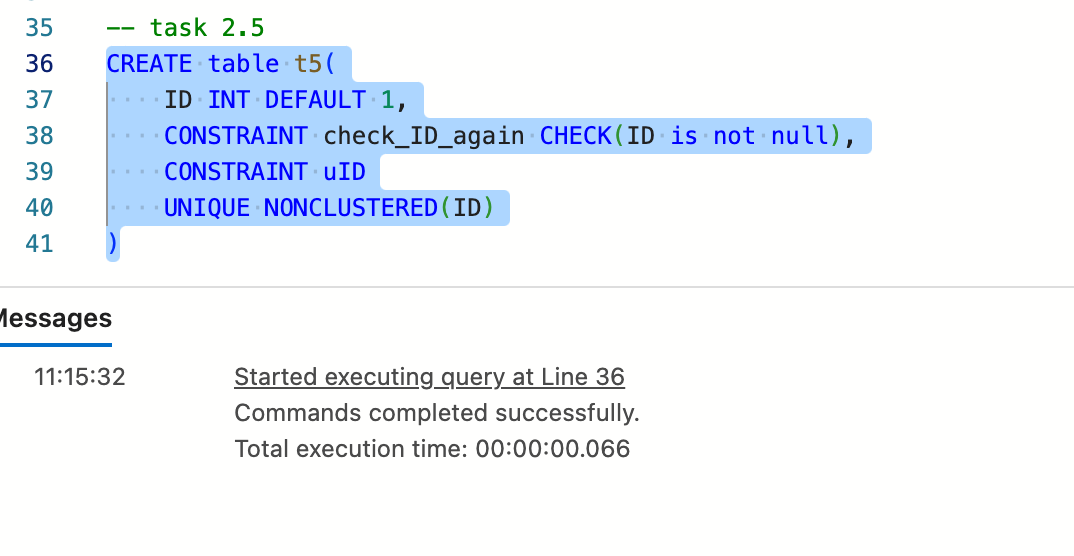 35 -- task 2.5
36 CREATE table t5(
37 ID INT DEFAULT 1,
38 CONSTRAINT check_ID_again CHECK(ID is not null),
39 CONSTRAINT uID
40 UNIQUE NONCLUSTERED(ID)
41 )
Messages
11:15:32 Started executing query at Line 36
Commands completed successfully.
Total execution time: 00:00:00.066